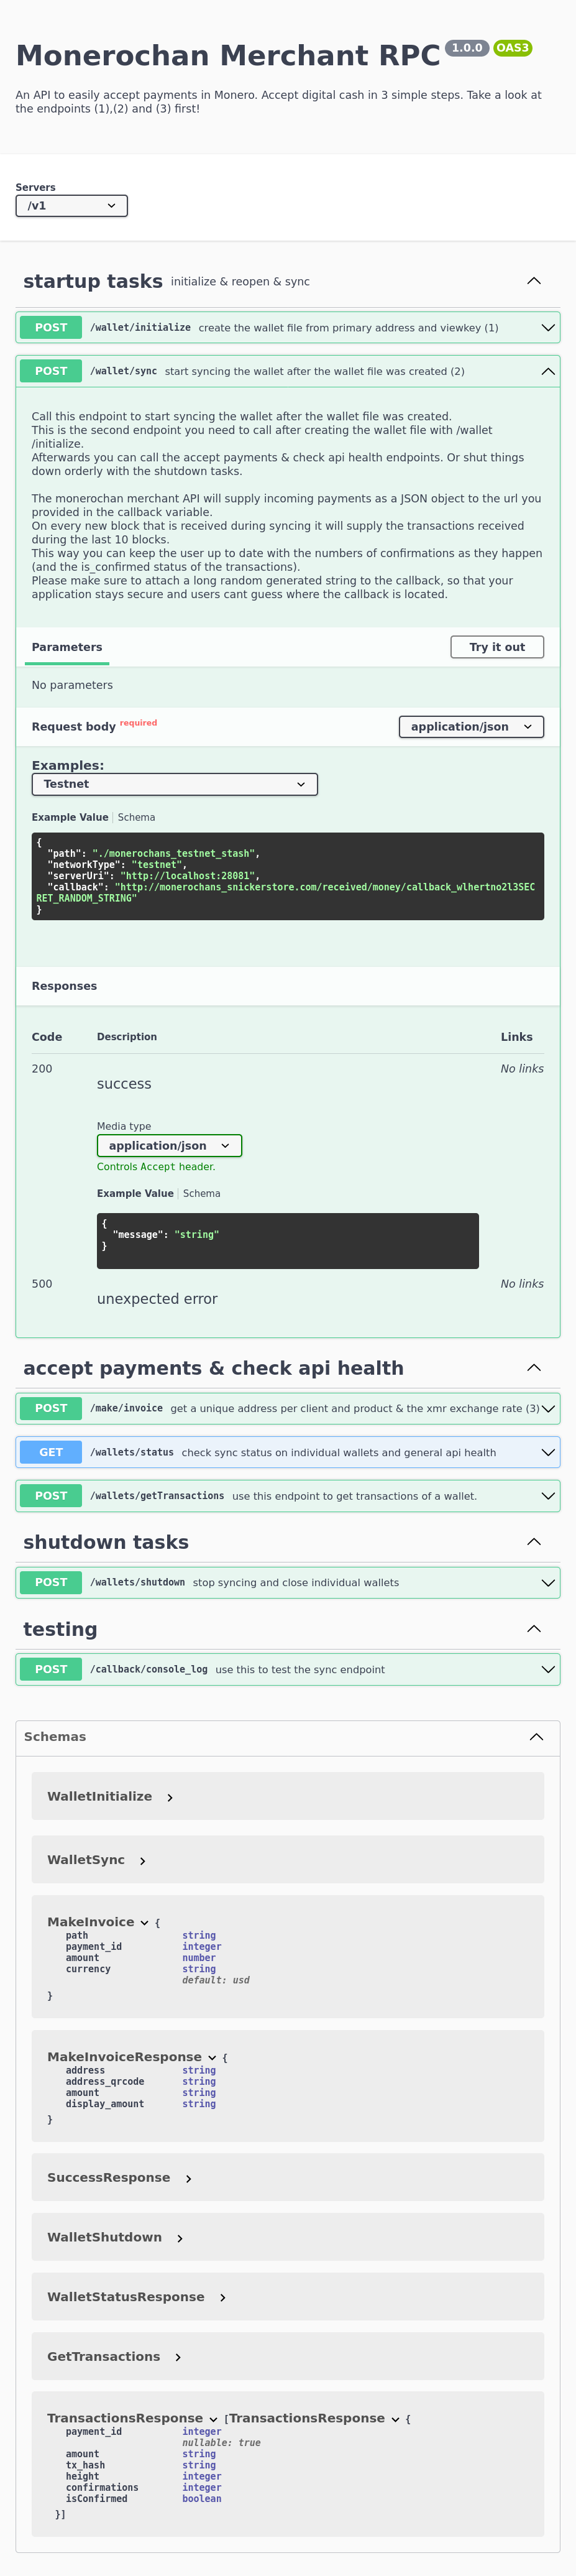 Monerochan Merchant RPC 1.0.0 OAS3
An API to easily accept payments in Monero. Accept digital cash in 3 simple steps. Take a look at
the endpoints (1),(2) and (3) first!
Servers
/v1
startup tasks initialize & reopen & sync
POST /wallet/initialize create the wallet file from primary address and viewkey (1)
POST /wallet/sync start syncing the wallet after the wallet file was created (2)
Call this endpoint to start syncing the wallet after the wallet file was created.
This is the second endpoint you need to call after creating the wallet file with /wallet
/initialize.
Afterwards you can call the accept payments & check api health endpoints. Or shut things
down orderly with the shutdown tasks.
The monerochan merchant API will supply incoming payments as a JSON object to the url you
provided in the callback variable.
On every new block that is received during syncing it will supply the transactions received
during the last 10 blocks.
This way you can keep the user up to date with the numbers of confirmations as they happen
(and the is_confirmed status of the transactions).
Please make sure to attach a long random generated string to the callback, so that your
application stays secure and users cant guess where the callback is located.
Parameters
Try it out
No parameters
Request body required
application/json
Examples:
Testnet
Example Value Schema
{
"path": "./monerochans_testnet_stash",
"networkType": "testnet",
"serverUri": "http://localhost:28081",
"callback": "http://monerochans_snickerstore.com/received/money/callback_wlhertno2l3SEC
RET_RANDOM_STRING"
}
Responses
Code Description Links
200 No links
success
Media type
application/json
Controls Accept header.
Example Value Schema
{
"message": "string"
}
500 No links
unexpected error
accept payments & check api health
POST /make/invoice get a unique address per client and product & the xmr exchange rate (3)
GET /wallets/status check sync status on individual wallets and general api health
POST /wallets/getTransactions use this endpoint to get transactions of a wallet.
shutdown tasks
POST /wallets/shutdown stop syncing and close individual wallets
testing
POST /callback/console_log use this to test the sync endpoint
Schemas
WalletInitialize
WalletSync
MakeInvoice {
path string
payment_id integer
amount number
currency string
default: usd
}
MakeInvoiceResponse {
address string
address_qrcode string
amount string
display_amount string
}
SuccessResponse
WalletShutdown
WalletStatusResponse
GetTransactions
TransactionsResponse [TransactionsResponse {
payment_id integer
nullable: true
amount string
tx_hash string
height integer
confirmations integer
isConfirmed boolean
}]